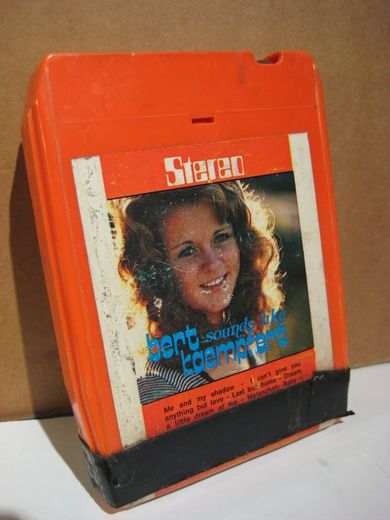 Stereo
bert sounds like
kaempfert
Me and my shadow - I can't give you
anything but love - Last bus home - Dream
a little dream of me - Melancholy baby -